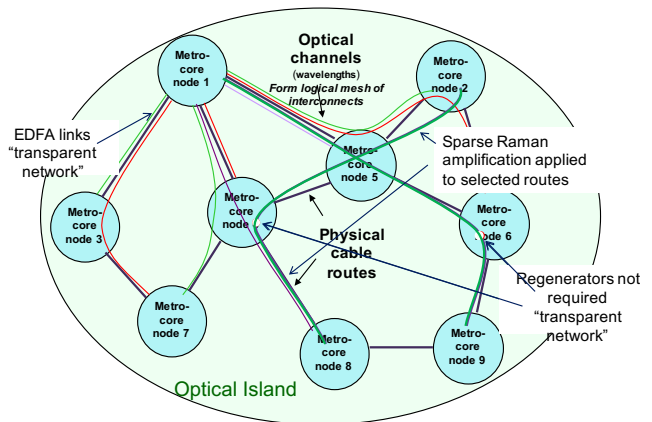 Metro-
core
node 1
Optical
channels
(wavelengths)
Form logical mesh of
interconnects
Metro-
core
node 2
EDFA links
“transparent
network”
Metro-
core
node 5
Sparse Raman
amplification applied
to selected routes
Metro-
core
node 3
Metro-
core
node
Metro-
core
node 6
Physical
cable
routes
Regenerators not
required
“transparent
network”
Metro-
core
node 7
Metro-
core
node 8
Metro-
core
node 9
Optical Island